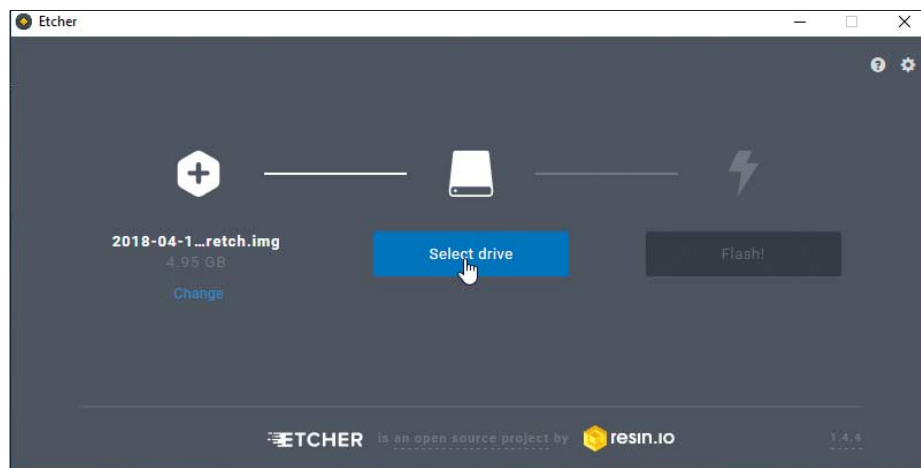 Etcher
2018-04-1...retch.img
4.95 GB
Change
Select drive
Flash!
ETCHER is an open source project by resin.io
1.4.4